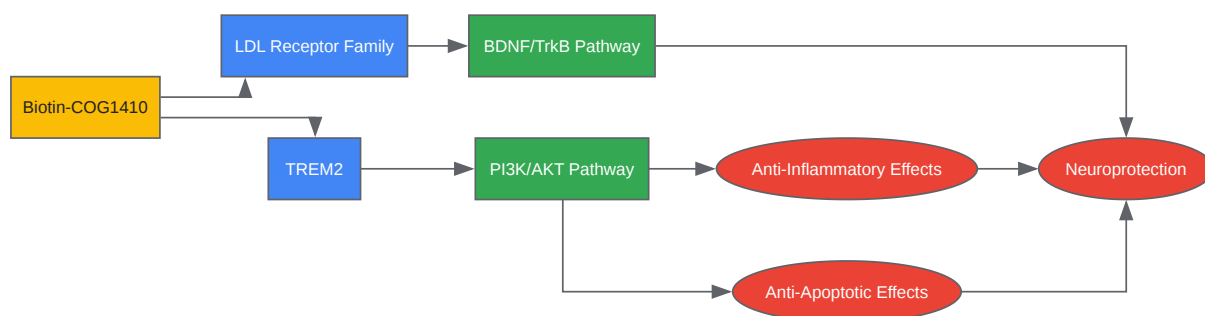 LDL Receptor Family
BDNF/TrkB Pathway
Biotin-COG1410
TREM2
PI3K/AKT Pathway
Anti-Inflammatory Effects
Neuroprotection
Anti-Apoptotic Effects